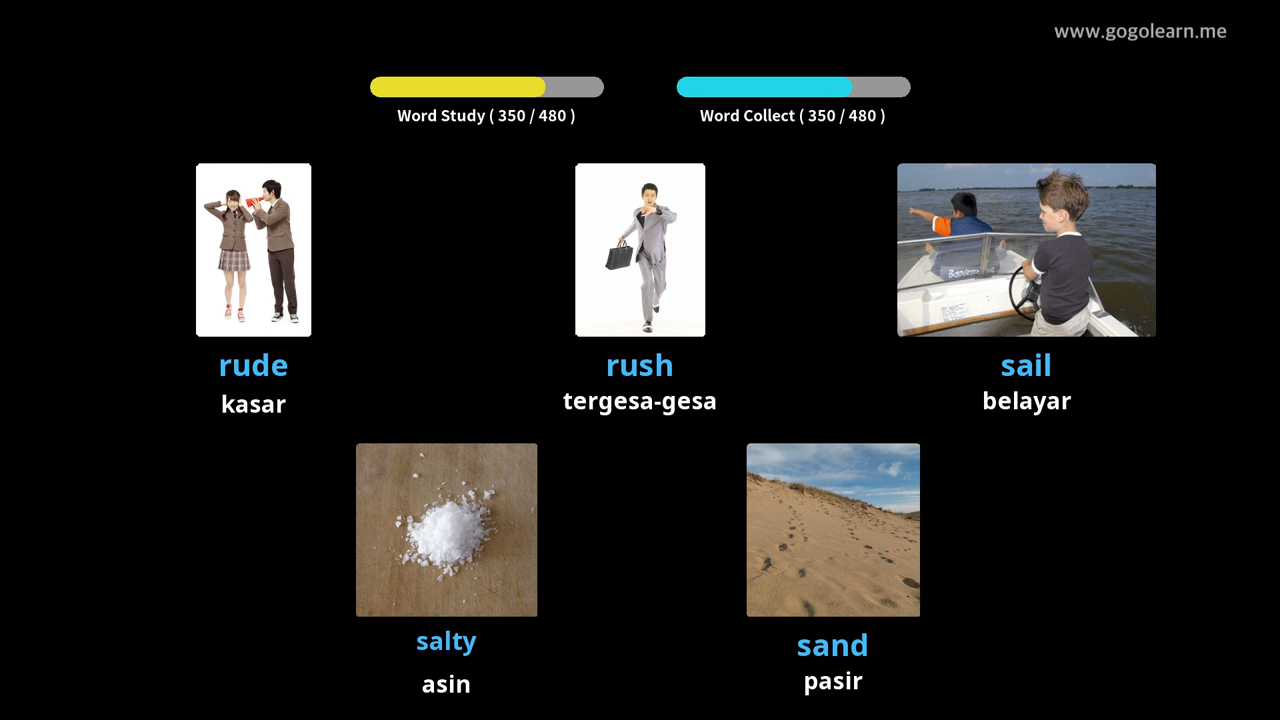 www.gogolearn.me
Word Study ( 350 / 480 )
Word Collect ( 350 / 480 )
rude
kasar
rush
tergesa-gesa
sail
belayar
salty
asin
sand
pasir